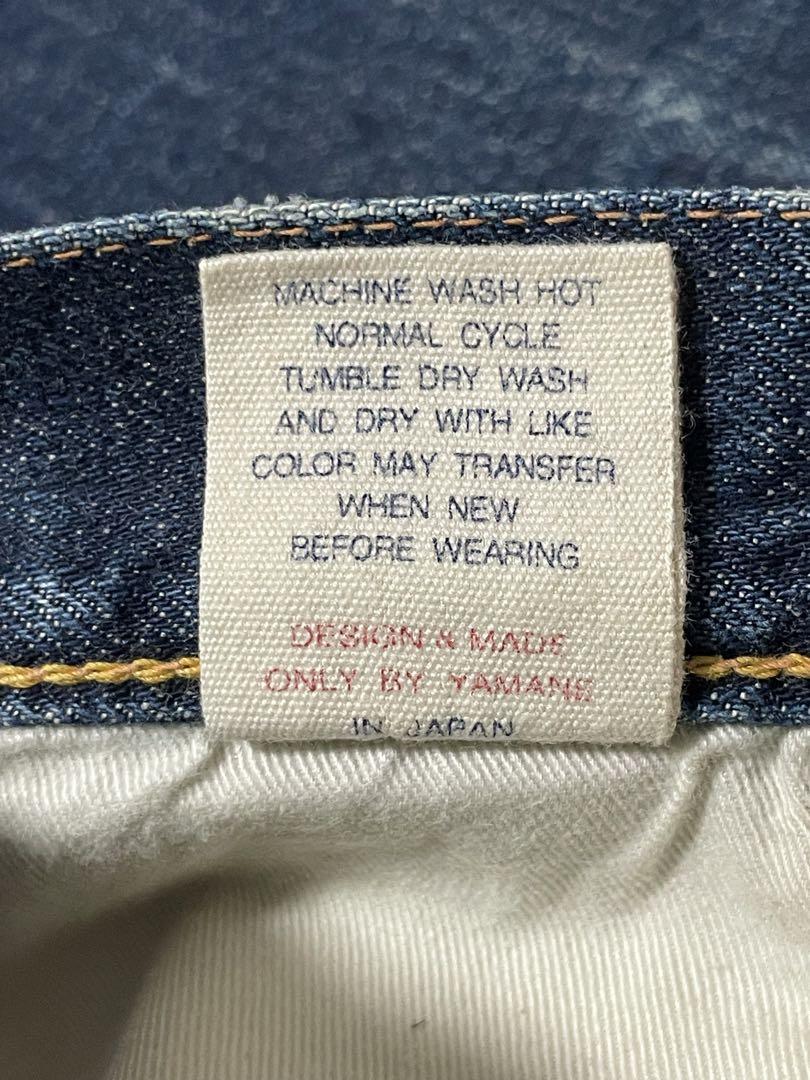 MACHINE WASH HOT
NORMAL CYCLE
TUMBLE DRY WASH
AND DRY WITH LIKE
COLOR MAY TRANSFER
WHEN NEW
BEFORE WEARING
DESIGN & MADE
ONLY BY YAMANE
IN JAPAN